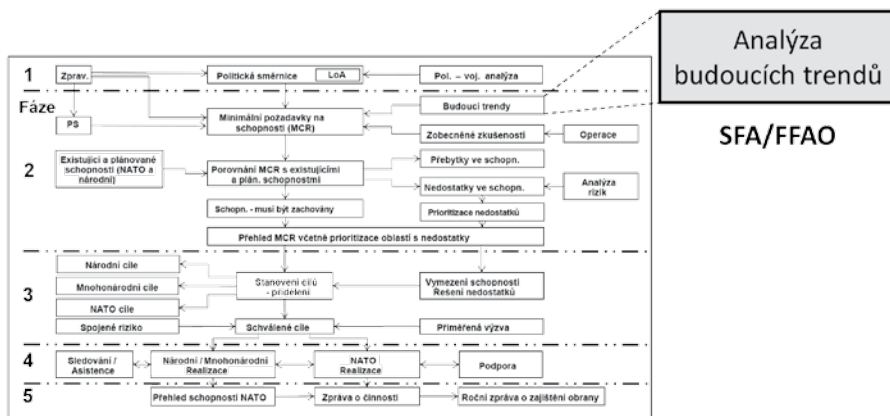 Analýza
budoucích trendů
SFA/FFAO
1
Zprav.
Politická směrnice
LoA
Pol. – voj. analýza
Fáze
Budoucí trendy
PS
Minimální požadavky na
schopnosti (MCR)
Zobecněné zkušenosti
Operace
2
Existující a plánované
schopnosti (NATO a
národní)
Porovnání MCR s existujícími
a plán. schopnostmi
Přebytky ve schopn.
Nedostatky ve schopn.
Analýza
rizik
Schopn. - musí být zachovány
Prioritizace nedostatků
Přehled MCR včetně prioritizace oblastí s nedostatky
3
Národní cíle
Mnohonárodní cíle
NATO cíle
Stanovení cílů
- přidělení
Vymezení schopností
Řešení nedostatků
Spojené riziko
Schválené cíle
Přiměřená výzva
4
Sledování /
Asistence
Národní / Mnohonárodní
Realizace
NATO
Realizace
Podpora
5
Přehled schopností NATO
Zpráva o činnosti
Roční zpráva o zajištění obrany